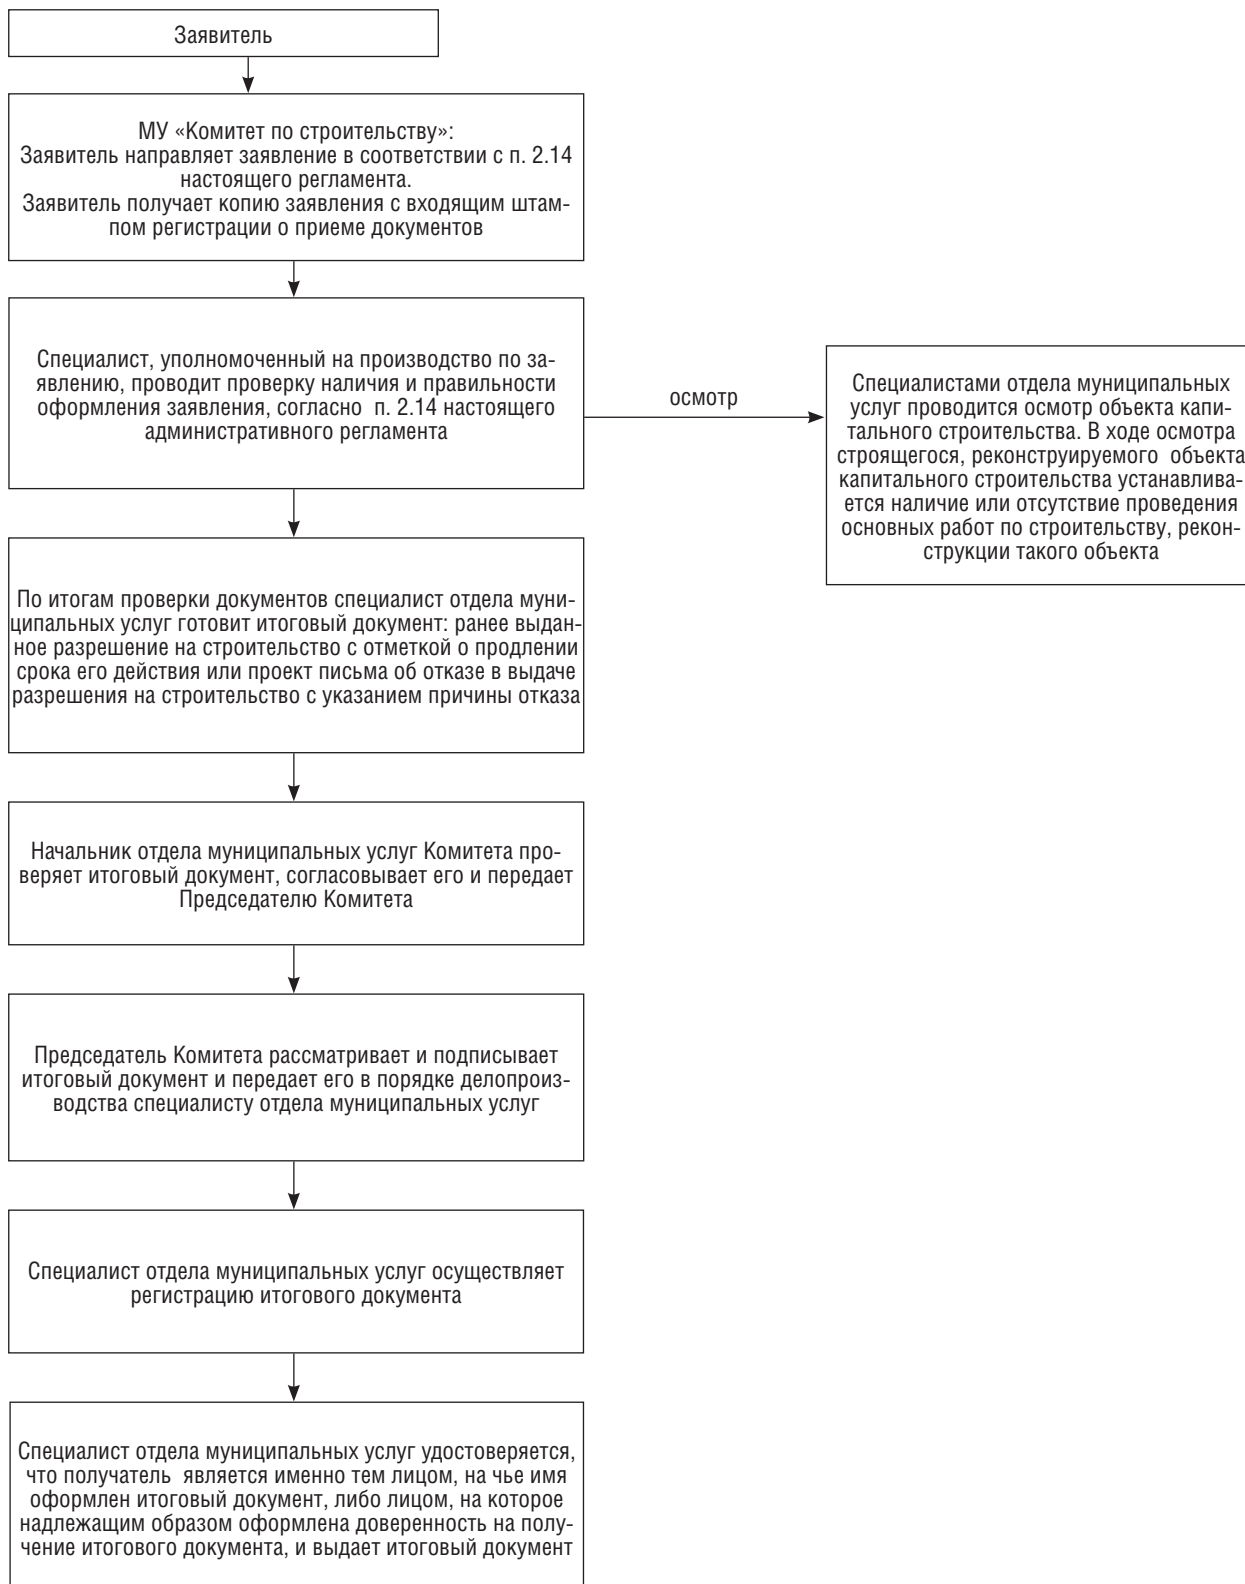 Заявитель
МУ «Комитет по строительству»:
Заявитель направляет заявление в соответствии с п. 2.14
настоящего регламента.
Заявитель получает копию заявления с входящим штам-
пом регистрации о приеме документов
Специалист, уполномоченный на производство по за-
явлению, проводит проверку наличия и правильности
оформления заявления, согласно п. 2.14 настоящего
административного регламента
осмотр
Специалистами отдела муниципальных
услуг проводится осмотр объекта капи-
тального строительства. В ходе осмотра
строящегося, реконструируемого объекта
капитального строительства устанавлива-
ется наличие или отсутствие проведения
основных работ по строительству, рекон-
струкции такого объекта
По итогам проверки документов специалист отдела муни-
ципальных услуг готовит итоговый документ: ранее выдан-
ное разрешение на строительство с отметкой о продлении
срока его действия или проект письма об отказе в выдаче
разрешения на строительство с указанием причины отказа
Начальник отдела муниципальных услуг Комитета про-
веряет итоговый документ, согласовывает его и передает
Председателю Комитета
Председатель Комитета рассматривает и подписывает
итоговый документ и передает его в порядке делопроиз-
водства специалисту отдела муниципальных услуг
Специалист отдела муниципальных услуг осуществляет
регистрацию итогового документа
Специалист отдела муниципальных услуг удостоверяется,
что получатель является именно тем лицом, на чье имя
оформлен итоговый документ, либо лицом, на которое
надлежащим образом оформлена доверенность на полу-
чение итогового документа, и выдает итоговый документ